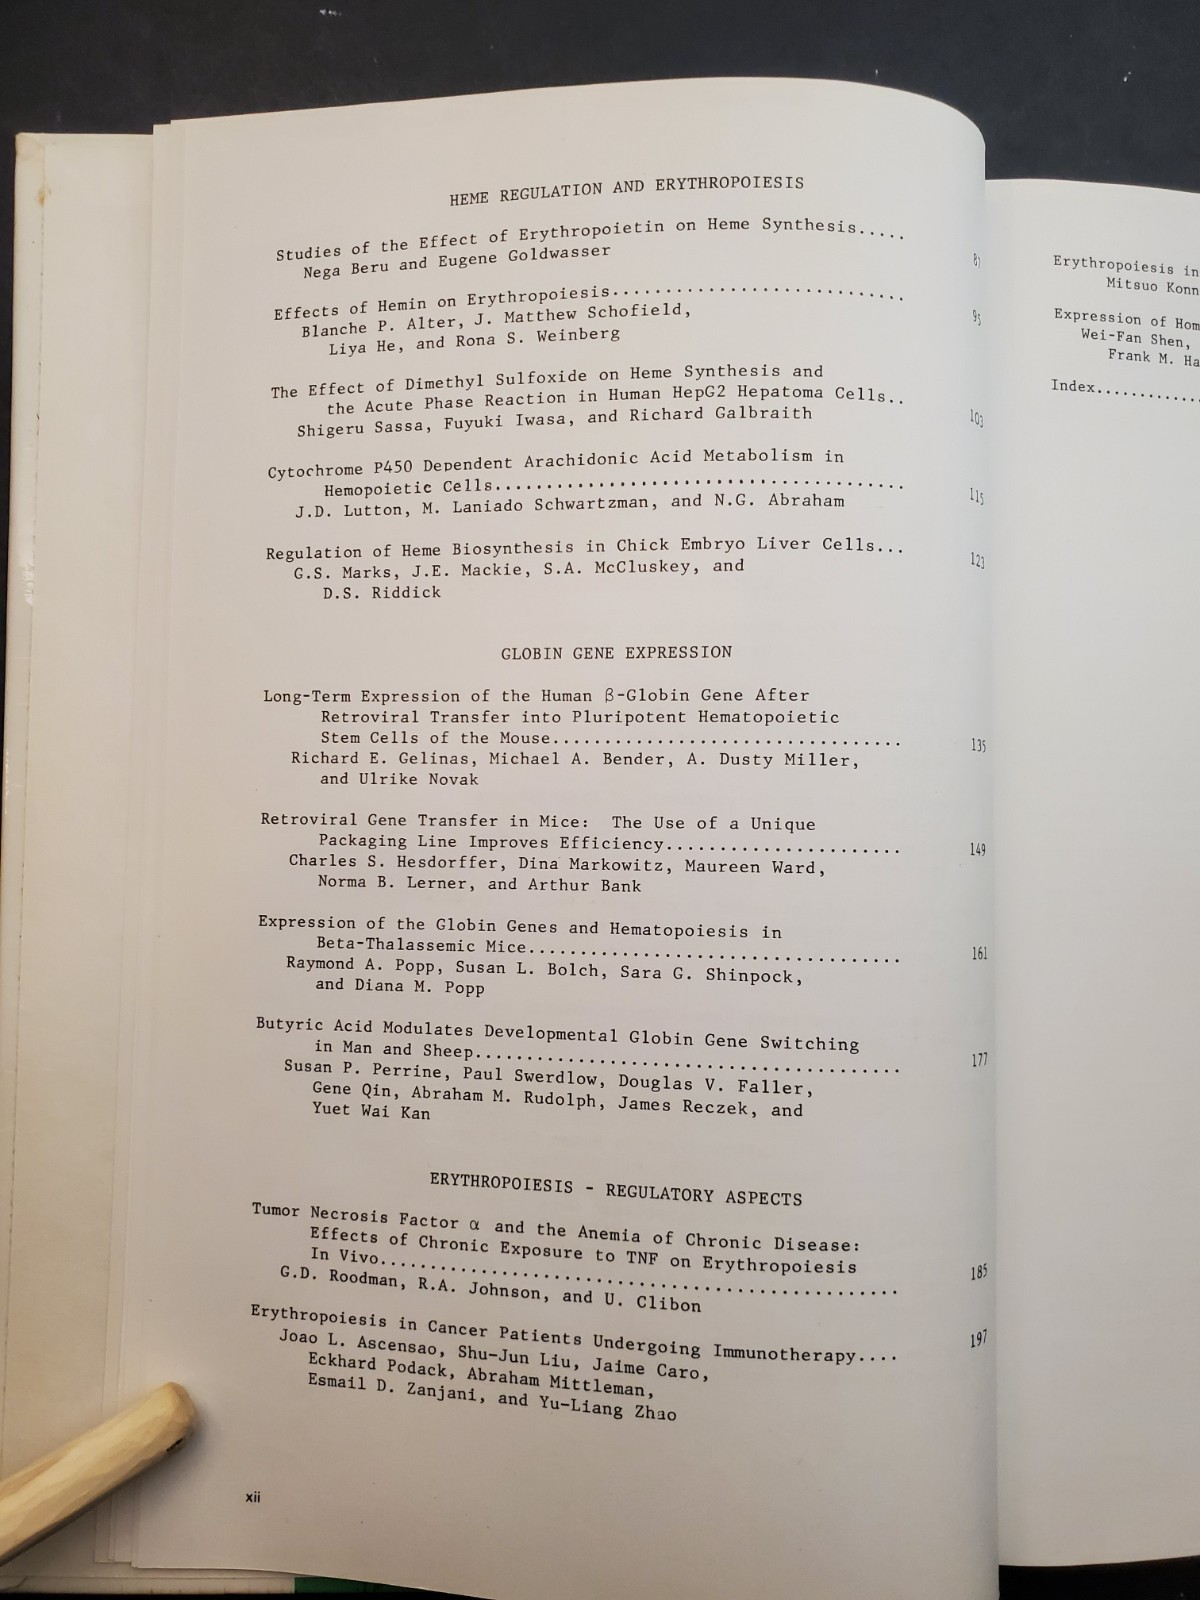 HEME REGULATION AND ERYTHROPOIESIS
Studies of the Effect of Erythropoietin on Heme Synthesis..... 87
Nega Beru and Eugene Goldwasser
Effects of Hemin on Erythropoiesis............................ 95
Blanche P. Alter, J. Matthew Schofield,
Liya He, and Rona S. Weinberg
The Effect of Dimethyl Sulfoxide on Heme Synthesis and
the Acute Phase Reaction in Human HepG2 Hepatoma Cells.. 103
Shigeru Sassa, Fuyuki Iwasa, and Richard Galbraith
Cytochrome P450 Dependent Arachidonic Acid Metabolism in
Hemopoietic Cells........................................ 115
J.D. Lutton, M. Laniado Schwartzman, and N.G. Abraham
Regulation of Heme Biosynthesis in Chick Embryo Liver Cells... 123
G.S. Marks, J.E. Mackie, S.A. McCluskey, and
D.S. Riddick
GLOBIN GENE EXPRESSION
Long-Term Expression of the Human β-Globin Gene After
Retroviral Transfer into Pluripotent Hematopoietic
Stem Cells of the Mouse.................................. 135
Richard E. Gelinas, Michael A. Bender, A. Dusty Miller,
and Ulrike Novak
Retroviral Gene Transfer in Mice: The Use of a Unique
Packaging Line Improves Efficiency....................... 149
Charles S. Hesdorffer, Dina Markowitz, Maureen Ward,
Norma B. Lerner, and Arthur Bank
Expression of the Globin Genes and Hematopoiesis in
Beta-Thalassemic Mice.................................... 161
Raymond A. Popp, Susan L. Bolch, Sara G. Shinpock,
and Diana M. Popp
Butyric Acid Modulates Developmental Globin Gene Switching
in Man and Sheep......................................... 177
Susan P. Perrine, Paul Swerdlow, Douglas V. Faller,
Gene Qin, Abraham M. Rudolph, James Reczek, and
Yuet Wai Kan
ERYTHROPOIESIS - REGULATORY ASPECTS
Tumor Necrosis Factor α and the Anemia of Chronic Disease:
Effects of Chronic Exposure to TNF on Erythropoiesis
In Vivo.................................................. 185
G.D. Roodman, R.A. Johnson, and U. Clibon
Erythropoiesis in Cancer Patients Undergoing Immunotherapy.... 197
Joao L. Ascensao, Shu-Jun Liu, Jaime Caro,
Eckhard Podack, Abraham Mittleman,
Esmail D. Zanjani, and Yu-Liang Zhao
xii
Erythropoiesis in
Mitsuo Konn
Expression of Hom
Wei-Fan Shen,
Frank M. Ha
Index.............